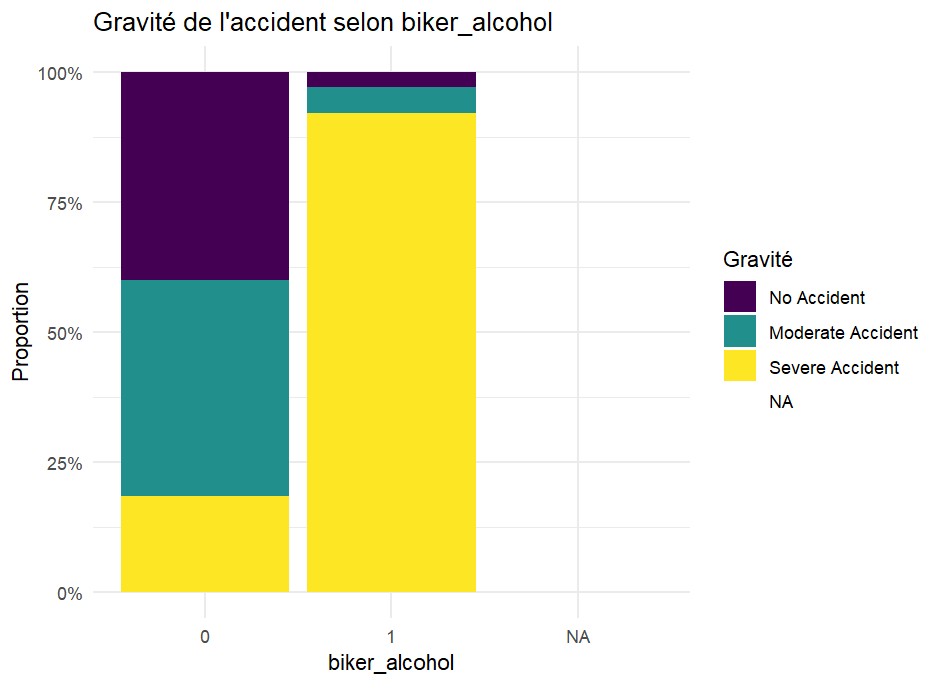 Gravité de l'accident selon biker_alcohol
100%
75%
50%
25%
0%
Proportion
0
1
NA
biker_alcohol
Gravité
No Accident
Moderate Accident
Severe Accident
NA